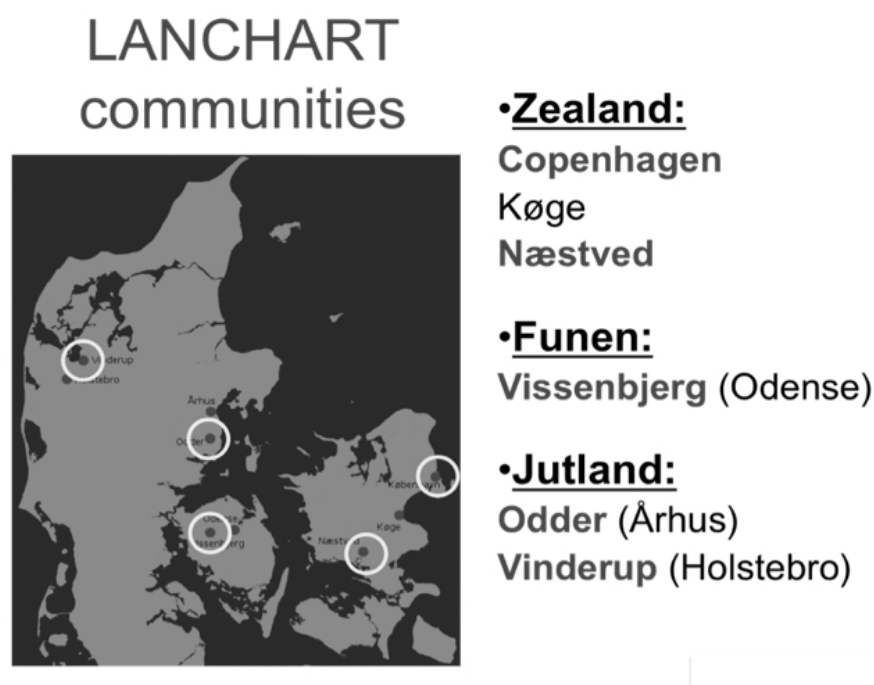 LANCHART
communities
•Zealand:
Copenhagen
Køge
Næstved
•Funen:
Vissenbjerg (Odense)
•Jutland:
Odder (Århus)
Vinderup (Holstebro)
Vinderup
Holstebro
Århus
Odder
København
Odense
Køge
Næstved
Vissenbjerg